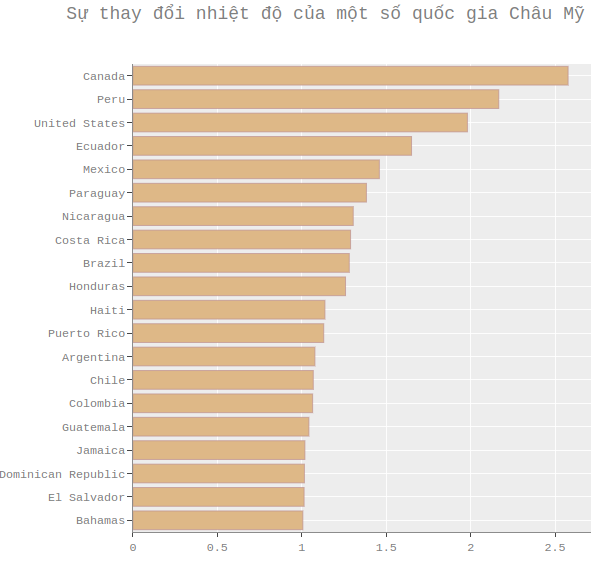 Sự thay đổi nhiệt độ của một số quốc gia Châu Mỹ
Canada
Peru
United States
Ecuador
Mexico
Paraguay
Nicaragua
Costa Rica
Brazil
Honduras
Haiti
Puerto Rico
Argentina
Chile
Colombia
Guatemala
Jamaica
Dominican Republic
El Salvador
Bahamas
0 0.5 1 1.5 2 2.5